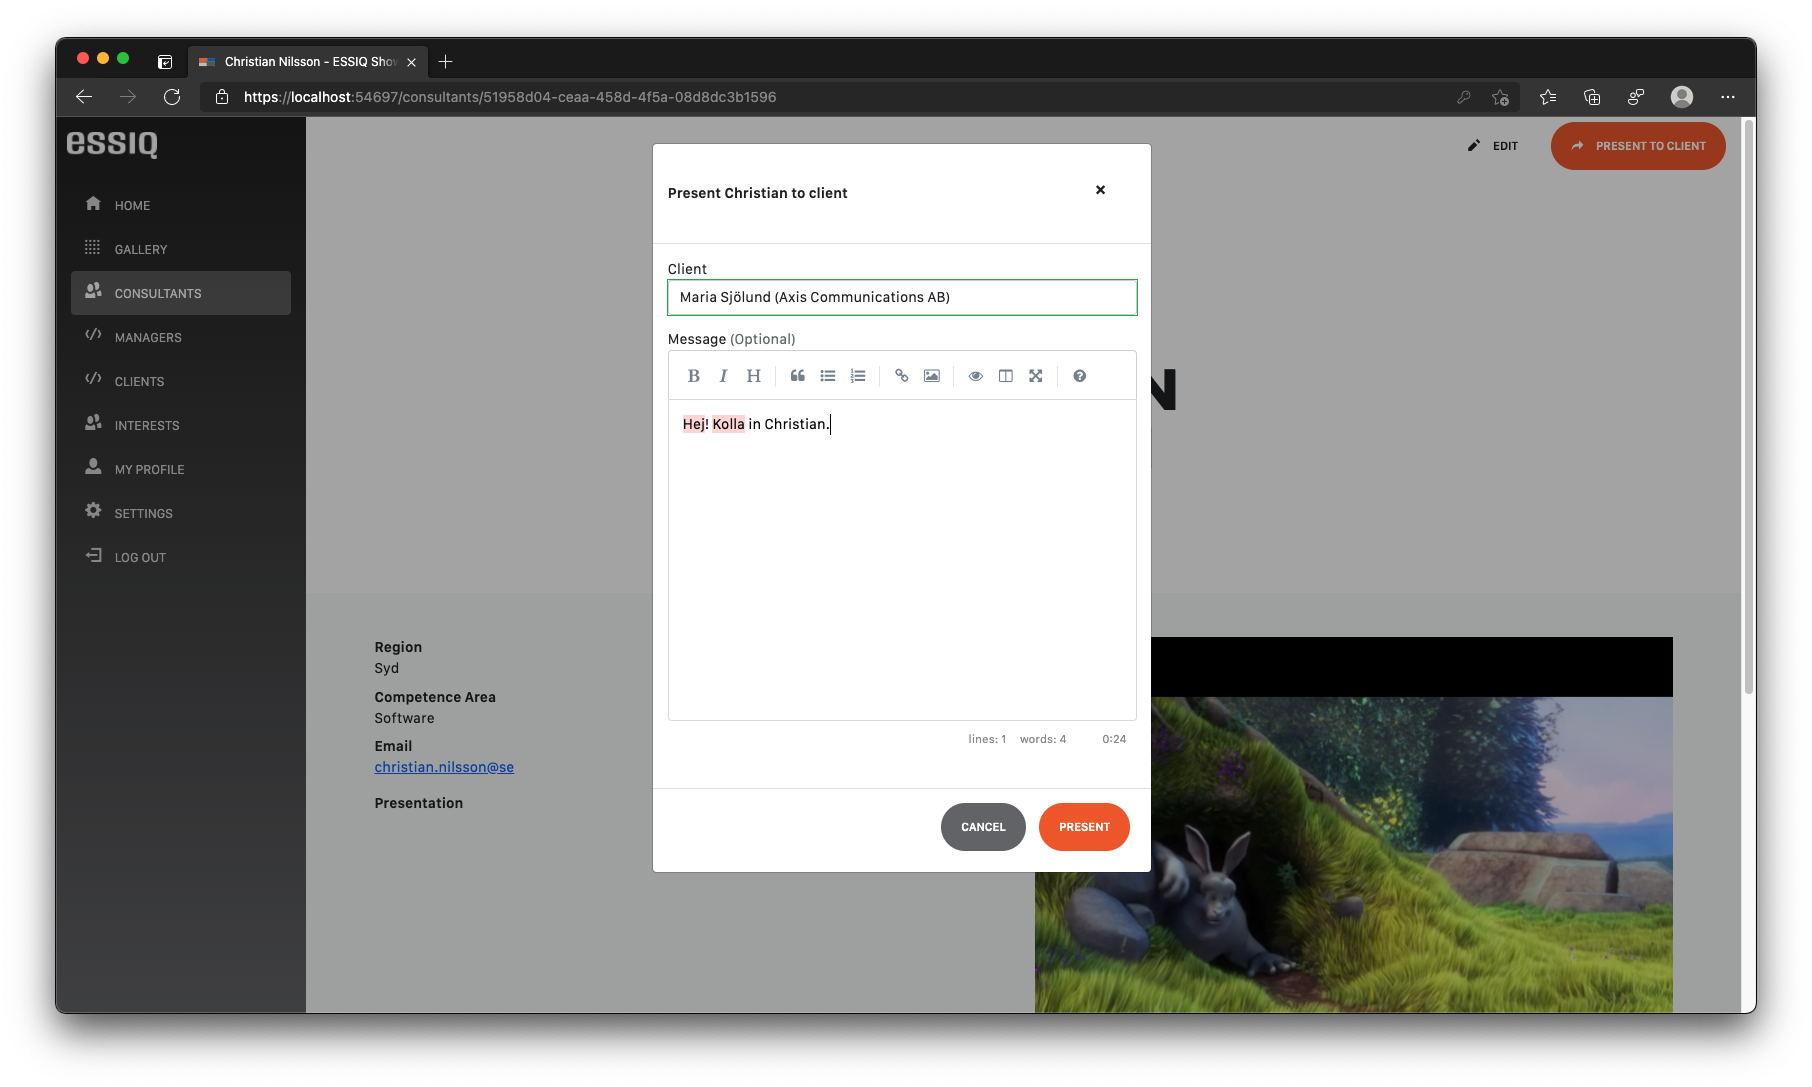 Christian Nilsson - ESSIQ Show
https://localhost:54697/consultants/51958d04-ceaa-458d-4f5a-08d8dc3b1596
ESSIQ
HOME
GALLERY
CONSULTANTS
MANAGERS
CLIENTS
INTERESTS
MY PROFILE
SETTINGS
LOG OUT
EDIT
PRESENT TO CLIENT
N
Present Christian to client
Client
Maria Sjölund (Axis Communications AB)
Message (Optional)
B I H
Hej! Kolla in Christian.
lines: 1 words: 4 0:24
CANCEL
PRESENT
Region
Syd
Competence Area
Software
Email
christian.nilsson@se
Presentation